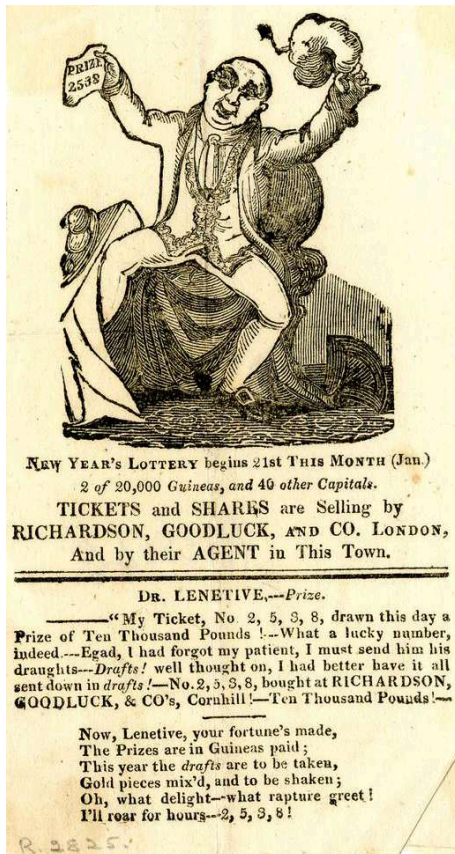 PRIZE
2538
NEW YEAR'S LOTTERY begins 21st THIS MONTH (Jan.)
2 of 20,000 Guineas, and 40 other Capitals.
TICKETS and SHARES are Selling by
RICHARDSON, GOODLUCK, AND CO. LONDON,
And by their AGENT in This Town.
DR. LENETIVE,---Prize.
———"My Ticket, No. 2, 5, 3, 8, drawn this day a
Prize of TEN THOUSAND POUNDS !--What a lucky number,
indeed.---Egad, I had forgot my patient, I must send him his
draughts---Drafts! well thought on, I had better have it all
sent down in drafts!—No. 2, 5, 3, 8, bought at RICHARDSON,
GOODLUCK, & CO's, Cornhill!—TEN THOUSAND POUNDS!—
Now, Lenetive, your fortune's made,
The Prizes are in Guineas paid;
This year the drafts are to be taken,
Gold pieces mix'd, and to be shaken;
Oh, what delight--what rapture greet!
I'll roar for hours---2, 5, 3, 8!
R.2825.